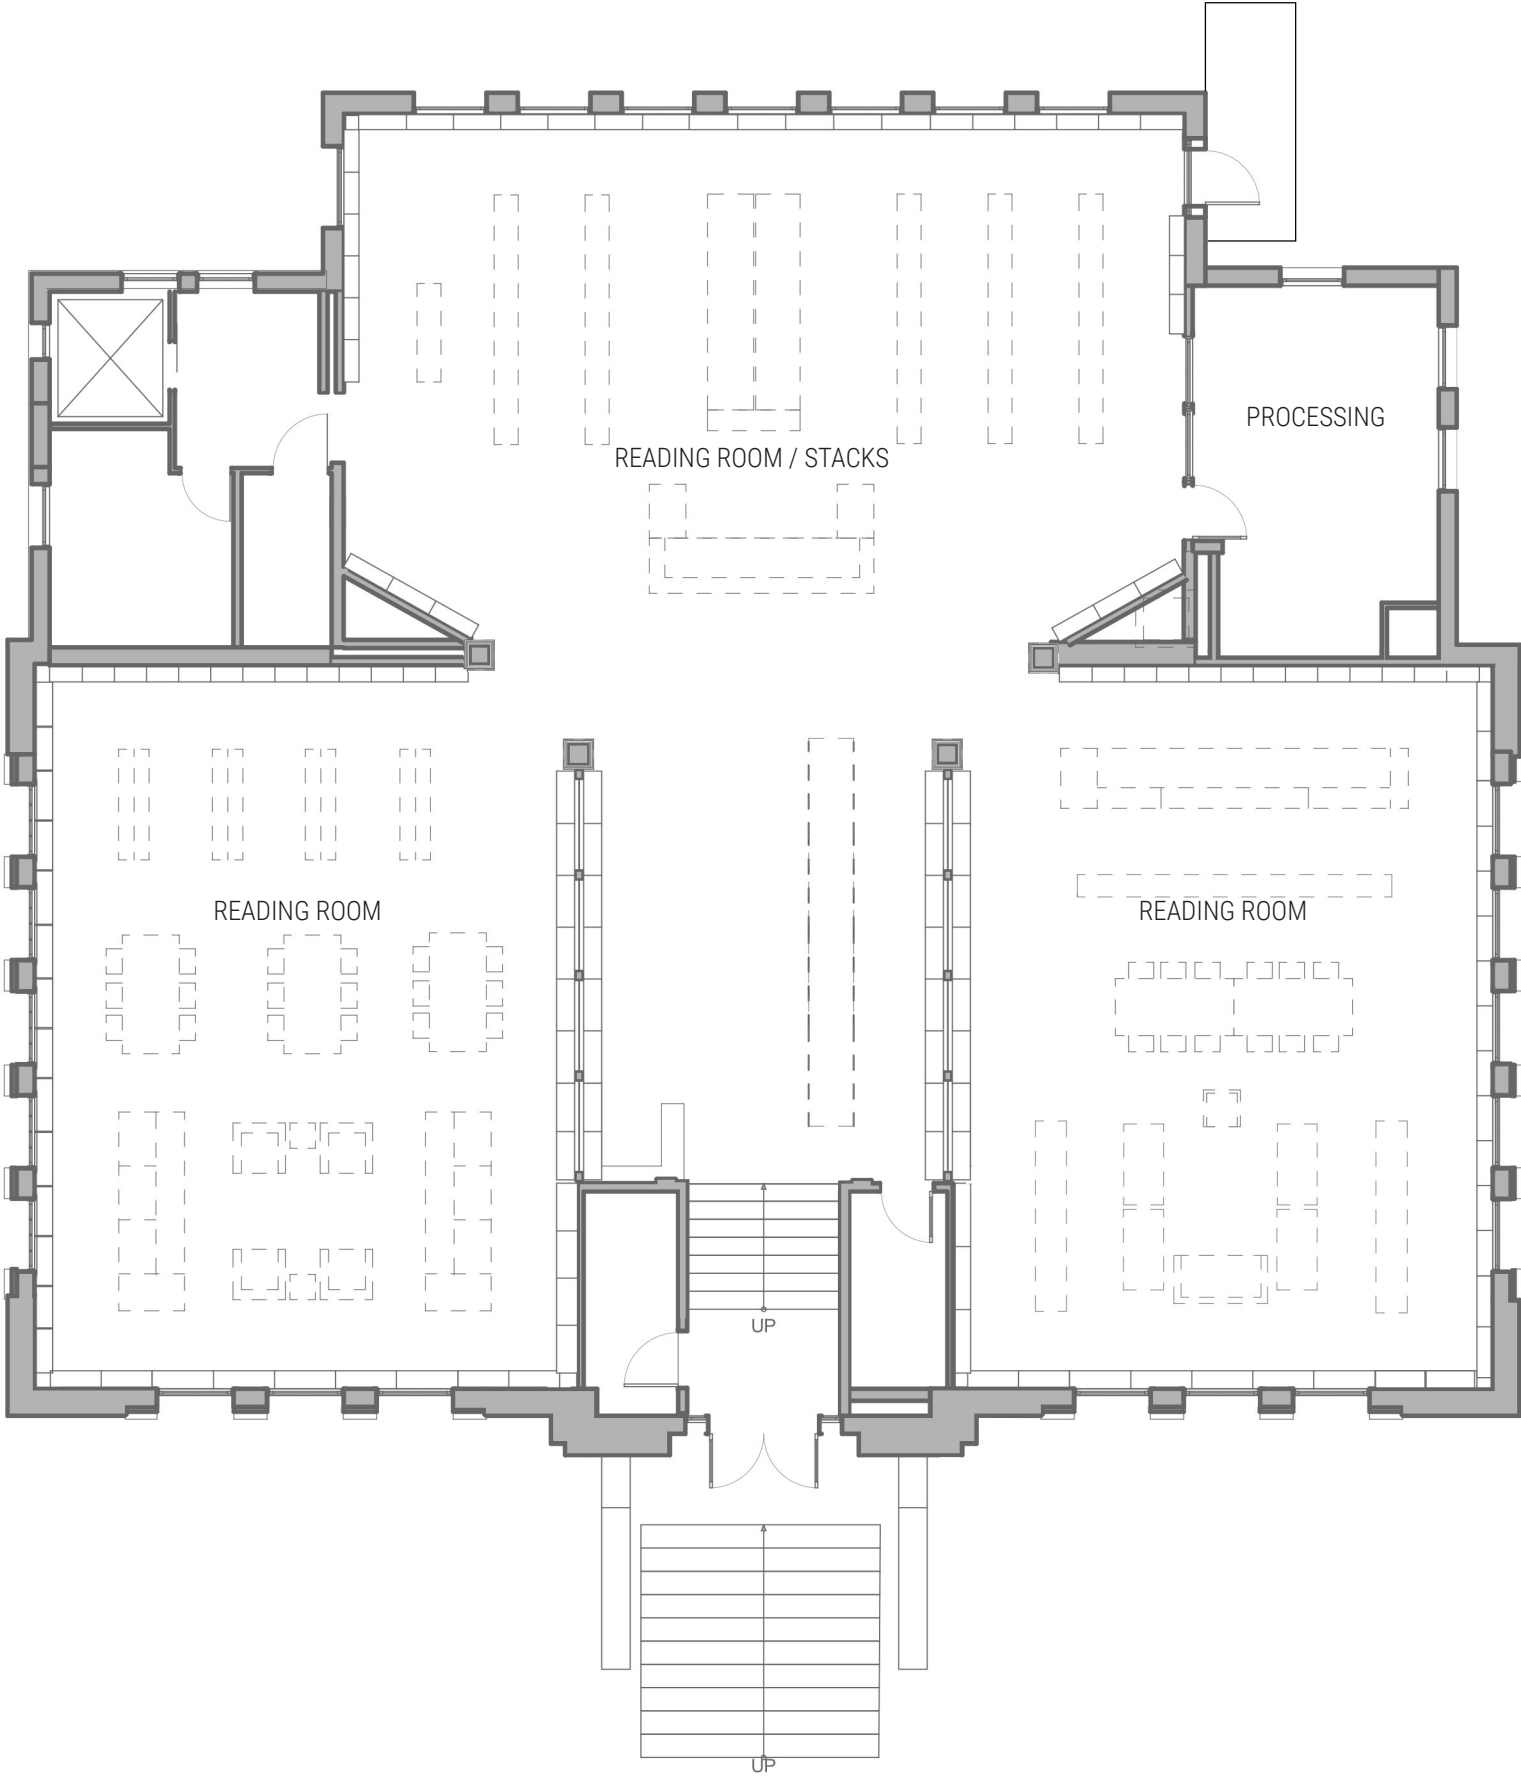 PROCESSING
READING ROOM / STACKS
READING ROOM
READING ROOM
UP
UP